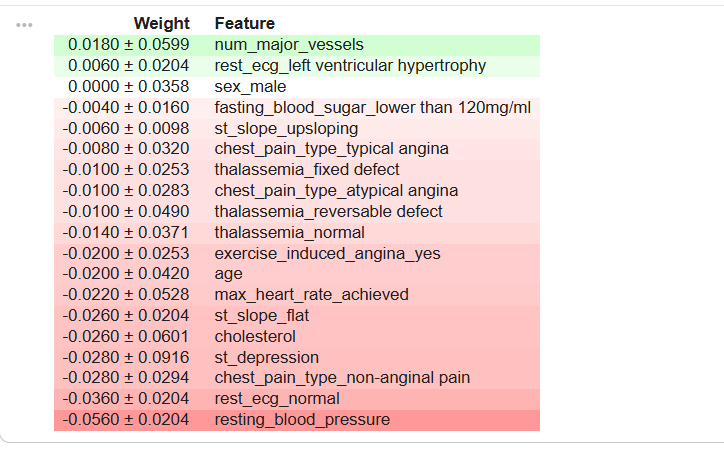 Weight Feature
0.0180 ± 0.0599 num_major_vessels
0.0060 ± 0.0204 rest_ecg_left ventricular hypertrophy
0.0000 ± 0.0358 sex_male
-0.0040 ± 0.0160 fasting_blood_sugar_lower than 120mg/ml
-0.0060 ± 0.0098 st_slope_upsloping
-0.0080 ± 0.0320 chest_pain_type_typical angina
-0.0100 ± 0.0253 thalassemia_fixed defect
-0.0100 ± 0.0283 chest_pain_type_atypical angina
-0.0100 ± 0.0490 thalassemia_reversable defect
-0.0140 ± 0.0371 thalassemia_normal
-0.0200 ± 0.0253 exercise_induced_angina_yes
-0.0200 ± 0.0420 age
-0.0220 ± 0.0528 max_heart_rate_achieved
-0.0260 ± 0.0204 st_slope_flat
-0.0260 ± 0.0601 cholesterol
-0.0280 ± 0.0916 st_depression
-0.0280 ± 0.0294 chest_pain_type_non-anginal pain
-0.0360 ± 0.0204 rest_ecg_normal
-0.0560 ± 0.0204 resting_blood_pressure